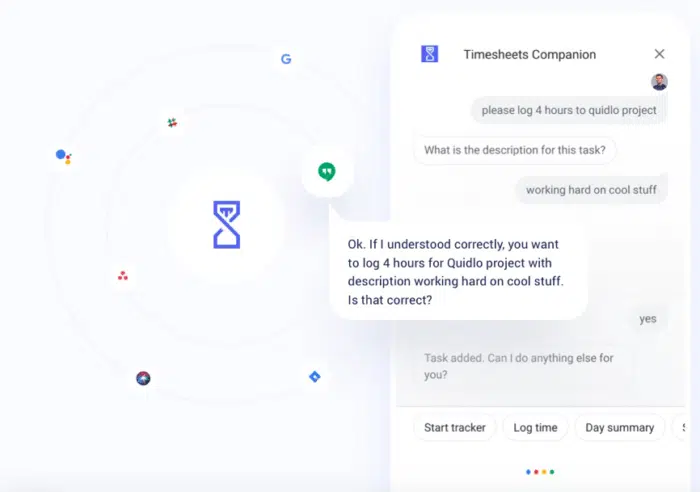 Timesheets Companion
please log 4 hours to quidlo project
What is the description for this task?
working hard on cool stuff
Ok. If I understood correctly, you want
to log 4 hours for Quidlo project with
description working hard on cool stuff.
Is that correct?
yes
Task added. Can I do anything else for
you?
Start tracker
Log time
Day summary